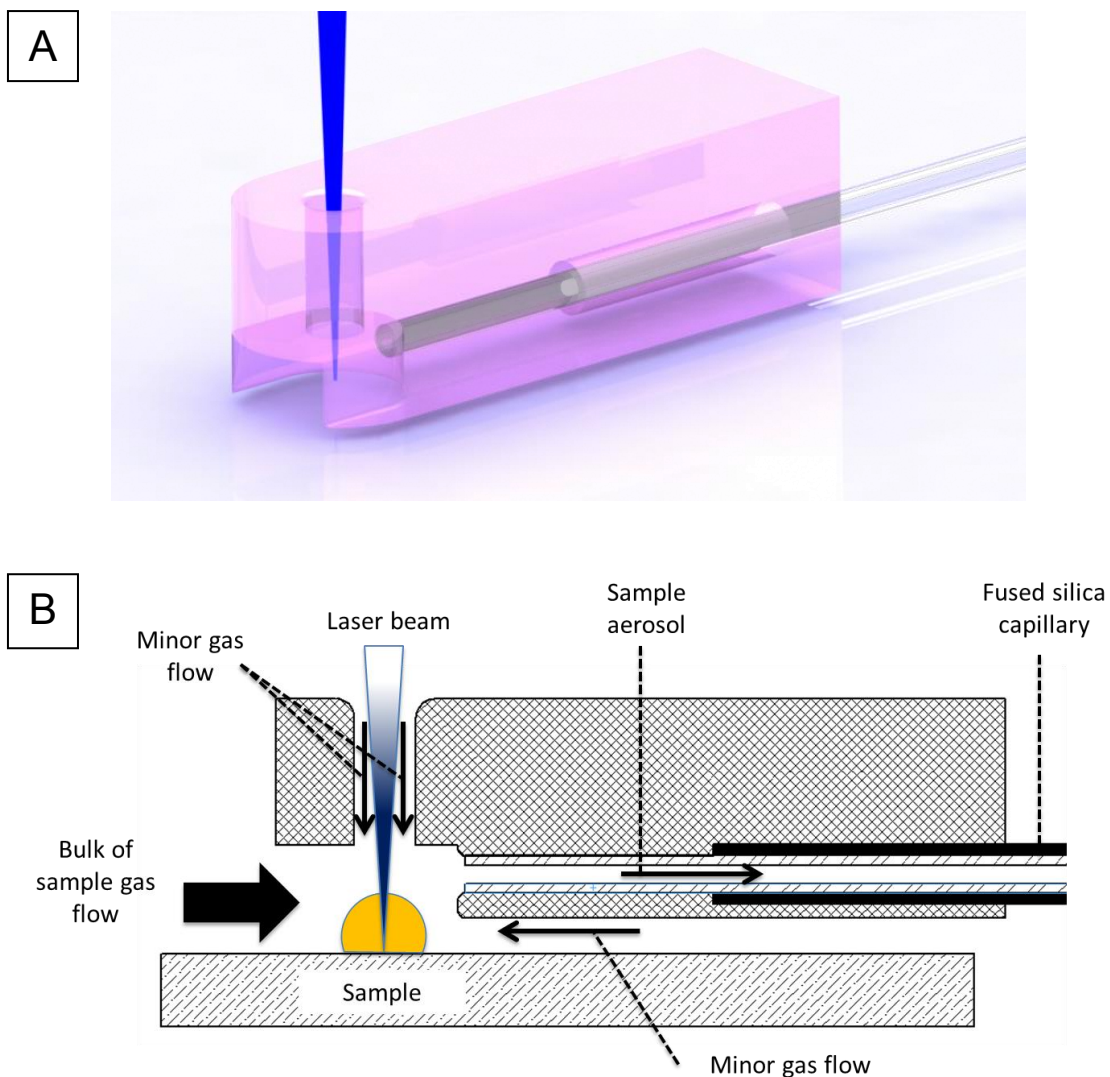 A
B
Laser beam
Minor gas
flow
Sample
aerosol
Fused silica
capillary
Bulk of
sample gas
flow
Sample
Minor gas flow